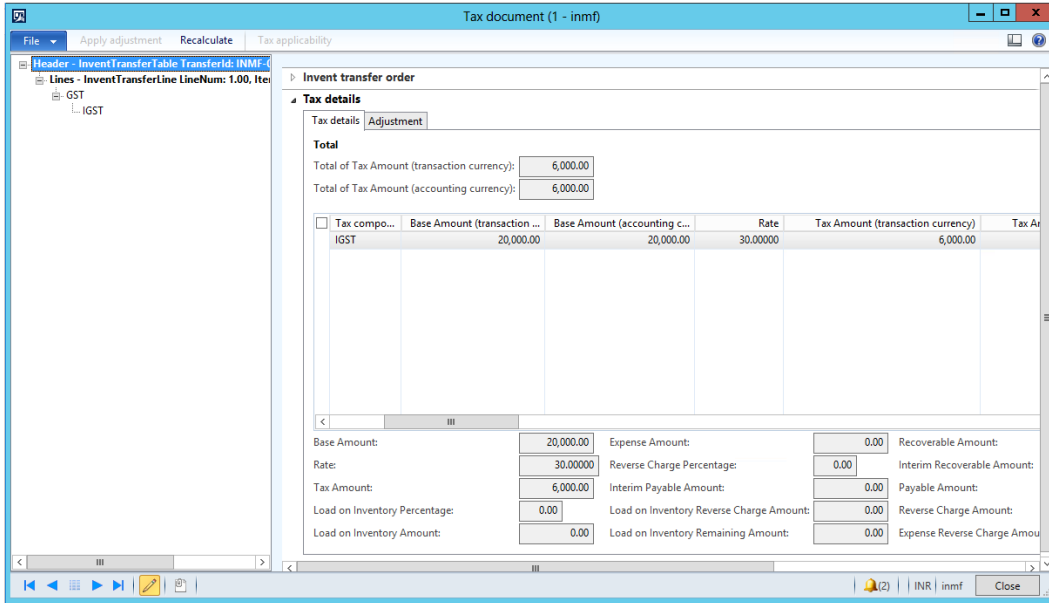 Tax document (1 - inmf)
File Apply adjustment Recalculate Tax applicability
Header - InventTransferTable TransferId: INMF-
Lines - InventTransferLine LineNum: 1.00, Ite
GST
IGST
Invent transfer order
Tax details
Tax details Adjustment
Total
Total of Tax Amount (transaction currency): 6,000.00
Total of Tax Amount (accounting currency): 6,000.00
Tax compo... Base Amount (transaction ... Base Amount (accounting c... Rate Tax Amount (transaction currency) Tax Ar
IGST 20,000.00 20,000.00 30.00000 6,000.00
Base Amount: 20,000.00 Expense Amount: 0.00 Recoverable Amount:
Rate: 30.00000 Reverse Charge Percentage: 0.00 Interim Recoverable Amount:
Tax Amount: 6,000.00 Interim Payable Amount: 0.00 Payable Amount:
Load on Inventory Percentage: 0.00 Load on Inventory Reverse Charge Amount: 0.00 Reverse Charge Amount:
Load on Inventory Amount: 0.00 Load on Inventory Remaining Amount: 0.00 Expense Reverse Charge Amou
(2) INR inmf Close